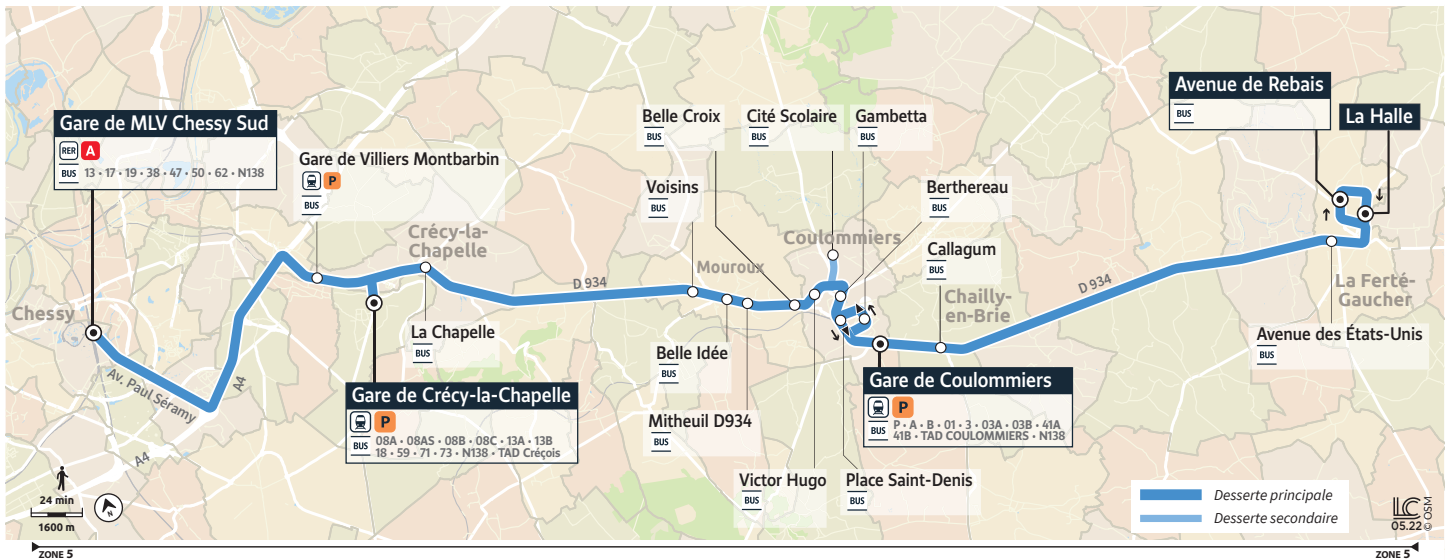 Gare de MLV Chessy Sud
RER A
BUS 13 • 17 • 19 • 38 • 47 • 50 • 62 • N138
Gare de Villiers Montbarbin
P
BUS
Crécy-la-
Chapelle
Voisins
BUS
Belle Croix
BUS
Cité Scolaire
BUS
Gambetta
BUS
Berthereau
BUS
Callagum
BUS
Avenue de Rebais
BUS
La Halle
Coulommiers
Mouroux
Chailly-
en-Brie
La Ferté-
Gaucher
Chessy
D 934
D 934
Av. Paul Séramy
A4
A4
La Chapelle
BUS
Gare de Crécy-la-Chapelle
P
BUS 08A • 08AS • 08B • 08C • 13A • 13B
18 • 59 • 71 • 73 • N138 • TAD Créçois
Belle Idée
BUS
Mitheuil D934
BUS
Victor Hugo
BUS
Place Saint-Denis
BUS
Gare de Coulommiers
P
BUS P • A • B • 01 • 3 • 03A • 03B • 41A
41B • TAD COULOMMIERS • N138
Avenue des États-Unis
BUS
24 min
1600 m
N
Desserte principale
Desserte secondaire
LC
05.22
© OSM
ZONE 5
ZONE 5